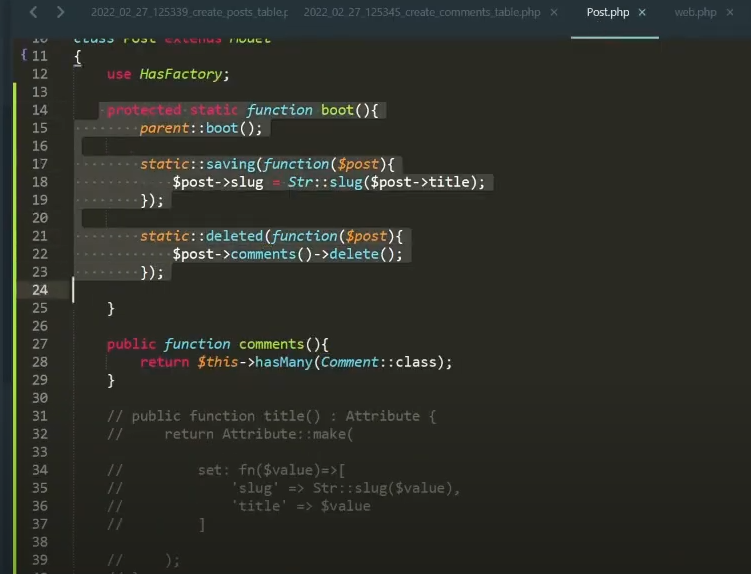 2022_02_27_125339_create_posts_table.p 2022_02_27_125345_create_comments_table.php × Post.php × web.php ×
10 class Post extends Model
11 {
12 use HasFactory;
13
14 protected static function boot(){
15 parent::boot();
16
17 static::saving(function($post){
18 $post->slug = Str::slug($post->title);
19 });
20
21 static::deleted(function($post){
22 $post->comments()->delete();
23 });
24
25 }
26
27 public function comments(){
28 return $this->hasMany(Comment::class);
29 }
30
31 // public function title() : Attribute {
32 // return Attribute::make(
33
34 // set: fn($value)=>[
35 // 'slug' => Str::slug($value),
36 // 'title' => $value
37 // ]
38
39 // );